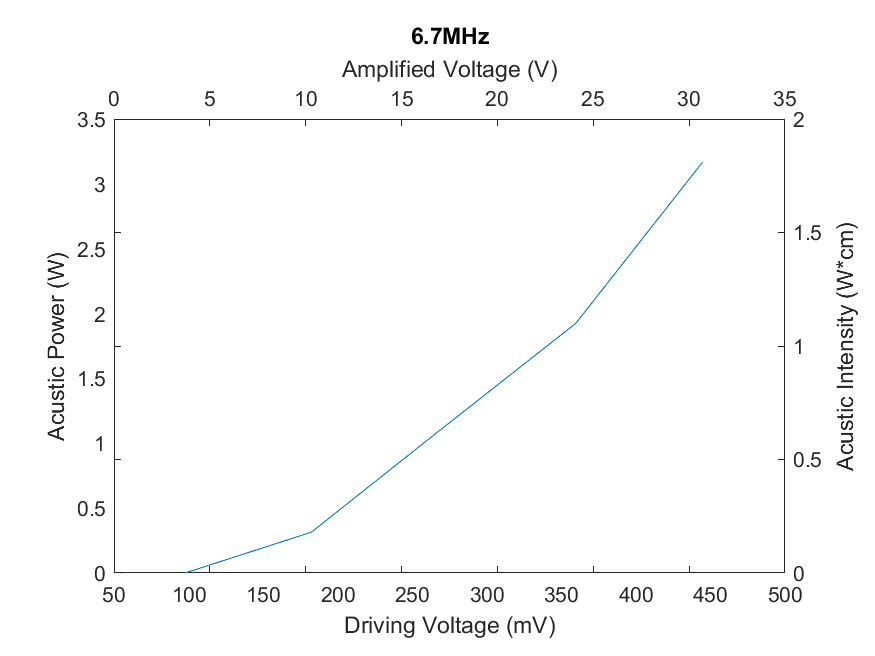 6.7MHz
Amplified Voltage (V)
0 5 10 15 20 25 30 35
3.5 2
3
1.5
2.5
2
1
1.5
1
0.5
0.5
0 0
Acustic Power (W)
Acustic Intensity (W*cm)
50 100 150 200 250 300 350 400 450 500
Driving Voltage (mV)